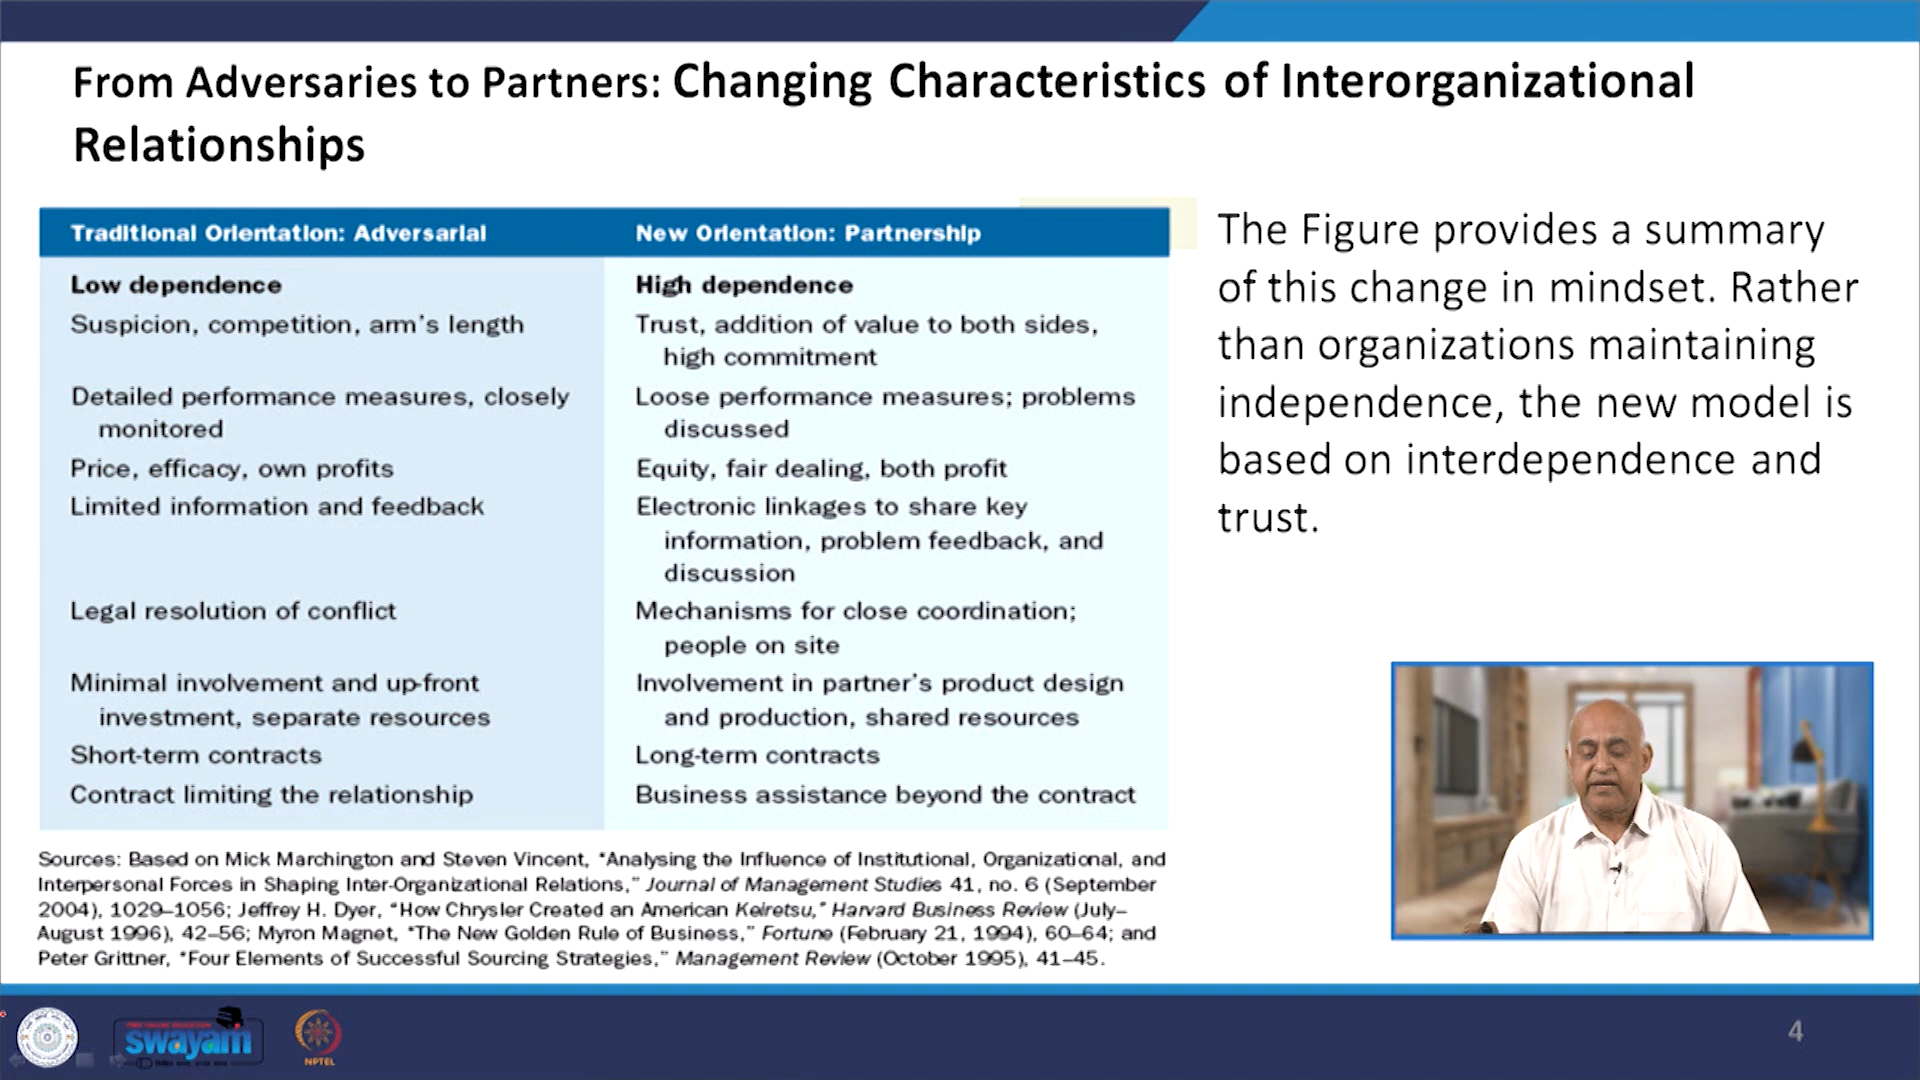 From Adversaries to Partners: Changing Characteristics of Interorganizational
Relationships
Traditional Orientation: Adversarial
New Orientation: Partnership
Low dependence
High dependence
Suspicion, competition, arm's length
Trust, addition of value to both sides,
high commitment
Detailed performance measures, closely
monitored
Loose performance measures; problems
discussed
Price, efficacy, own profits
Equity, fair dealing, both profit
Limited information and feedback
Electronic linkages to share key
information, problem feedback, and
discussion
Legal resolution of conflict
Mechanisms for close coordination;
people on site
Minimal involvement and up-front
investment, separate resources
Involvement in partner's product design
and production, shared resources
Short-term contracts
Long-term contracts
Contract limiting the relationship
Business assistance beyond the contract
Sources: Based on Mick Marchington and Steven Vincent, "Analysing the Influence of Institutional, Organizational, and
Interpersonal Forces in Shaping Inter-Organizational Relations," Journal of Management Studies 41, no. 6 (September
2004), 1029–1056; Jeffrey H. Dyer, "How Chrysler Created an American Keiretsu," Harvard Business Review (July–
August 1996), 42–56; Myron Magnet, "The New Golden Rule of Business," Fortune (February 21, 1994), 60–64; and
Peter Grittner, "Four Elements of Successful Sourcing Strategies," Management Review (October 1995), 41–45.
The Figure provides a summary
of this change in mindset. Rather
than organizations maintaining
independence, the new model is
based on interdependence and
trust.
swayam
NPTEL
4